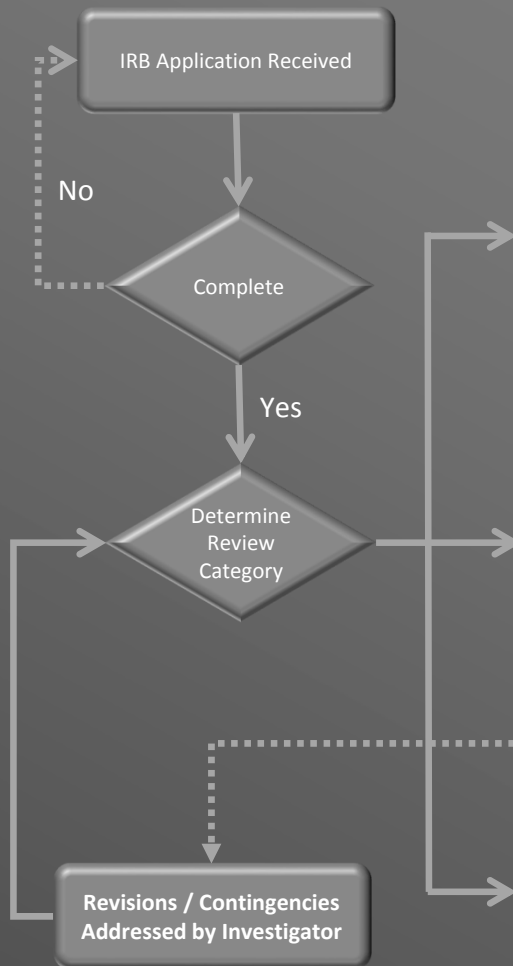 IRB Application Received
No
Complete
Yes
Determine
Review
Category
Revisions / Contingencies
Addressed by Investigator